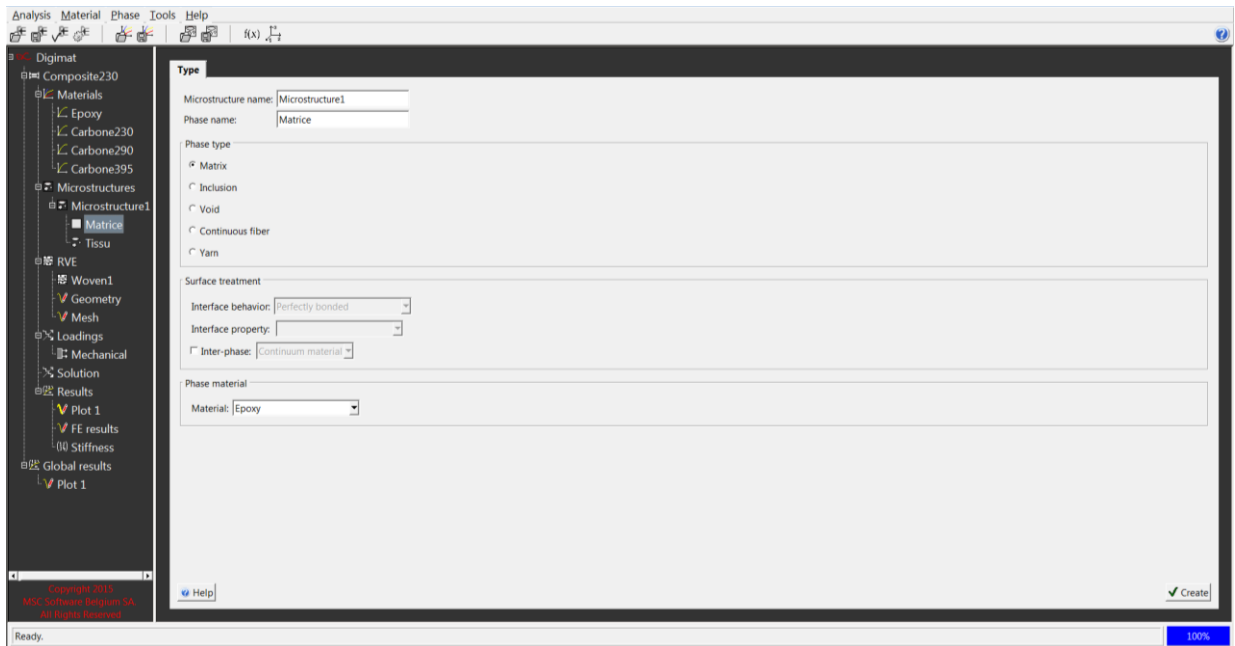 Analysis Material Phase Tools Help
f(x)
Digimat
Composite230
Materials
Epoxy
Carbone230
Carbone290
Carbone395
Microstructures
Microstructure1
Matrice
Tissu
RVE
Woven1
Geometry
Mesh
Loadings
Mechanical
Solution
Results
Plot 1
FE results
Stiffness
Global results
Plot 1
Copyright 2015
MSC Software Belgium SA.
All Rights Reserved
Type
Microstructure name: Microstructure1
Phase name: Matrice
Phase type
Matrix
Inclusion
Void
Continuous fiber
Yarn
Surface treatment
Interface behavior: Perfectly bonded
Interface property:
Inter-phase: Continuum material
Phase material
Material: Epoxy
Help
Create
Ready.
100%